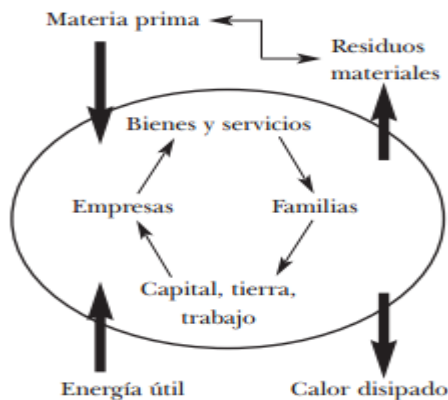 Materia prima
Residuos
materiales
Bienes y servicios
Empresas
Familias
Capital, tierra,
trabajo
Energía útil
Calor disipado